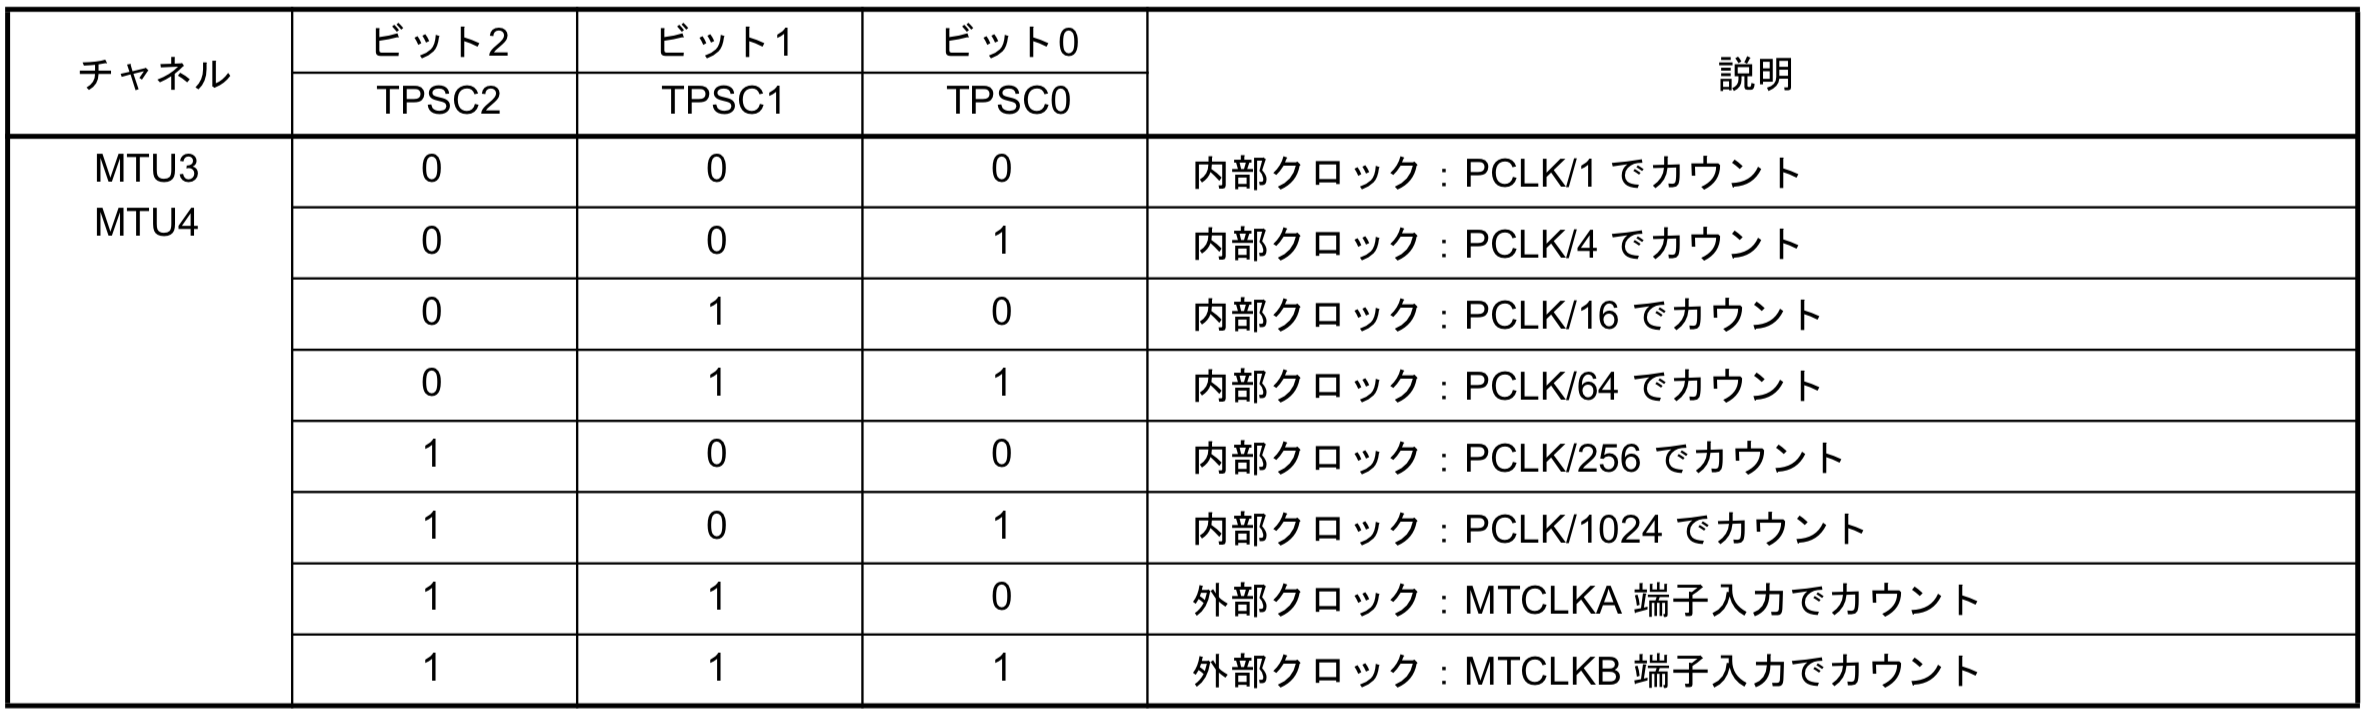 チャネル ビット2 ビット1 ビット0 説明
TPSC2 TPSC1 TPSC0
MTU3 0 0 0 内部クロック：PCLK/1 でカウント
MTU4 0 0 1 内部クロック：PCLK/4 でカウント
0 1 0 内部クロック：PCLK/16 でカウント
0 1 1 内部クロック：PCLK/64 でカウント
1 0 0 内部クロック：PCLK/256 でカウント
1 0 1 内部クロック：PCLK/1024 でカウント
1 1 0 外部クロック：MTCLKA 端子入力でカウント
1 1 1 外部クロック：MTCLKB 端子入力でカウント